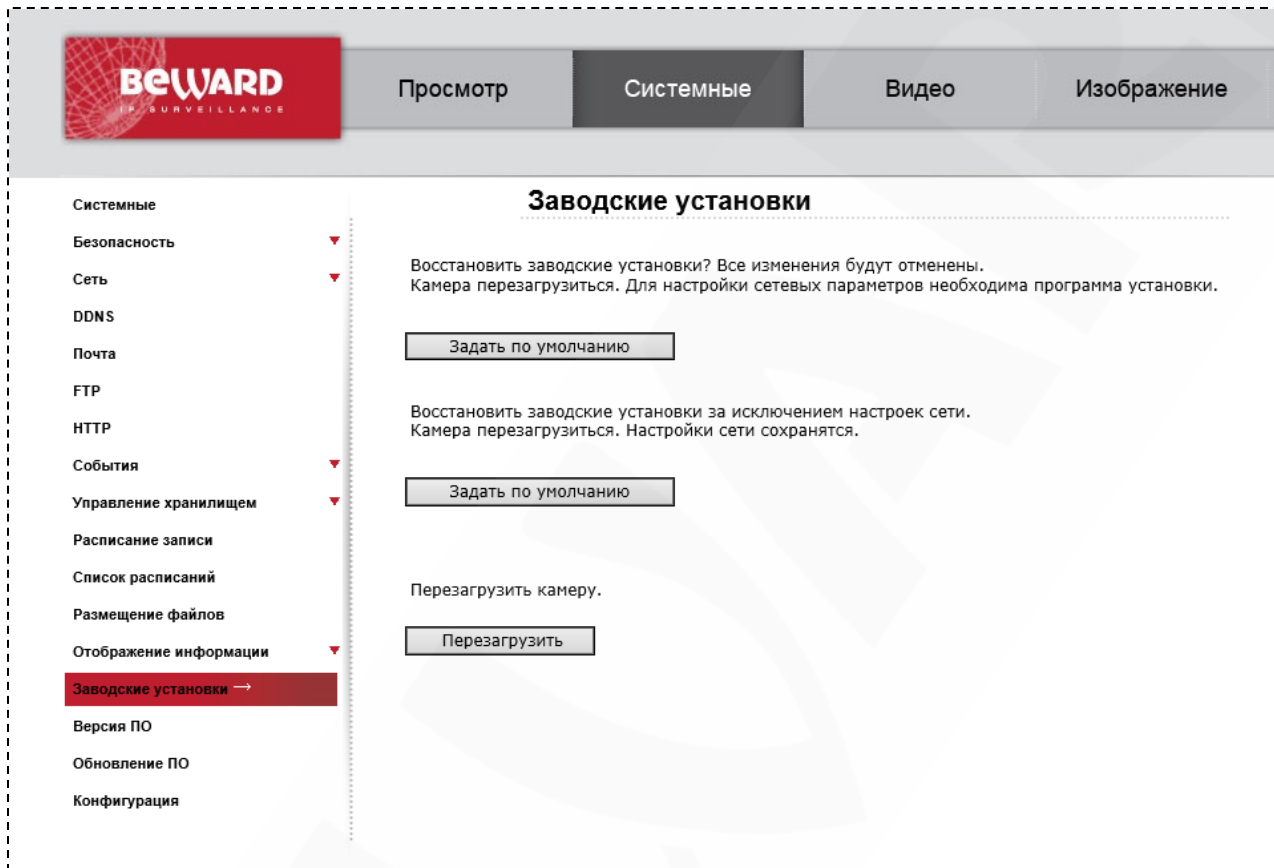 BEWARD
IP SURVEILLANCE
Просмотр
Системные
Видео
Изображение
Системные
Безопасность
Сеть
DDNS
Почта
FTP
HTTP
События
Управление хранилищем
Расписание записи
Список расписаний
Размещение файлов
Отображение информации
Заводские установки →
Версия ПО
Обновление ПО
Конфигурация
Заводские установки
Восстановить заводские установки? Все изменения будут отменены.
Камера перезагрузиться. Для настройки сетевых параметров необходима программа установки.
Задать по умолчанию
Восстановить заводские установки за исключением настроек сети.
Камера перезагрузиться. Настройки сети сохранятся.
Задать по умолчанию
Перезагрузить камеру.
Перезагрузить